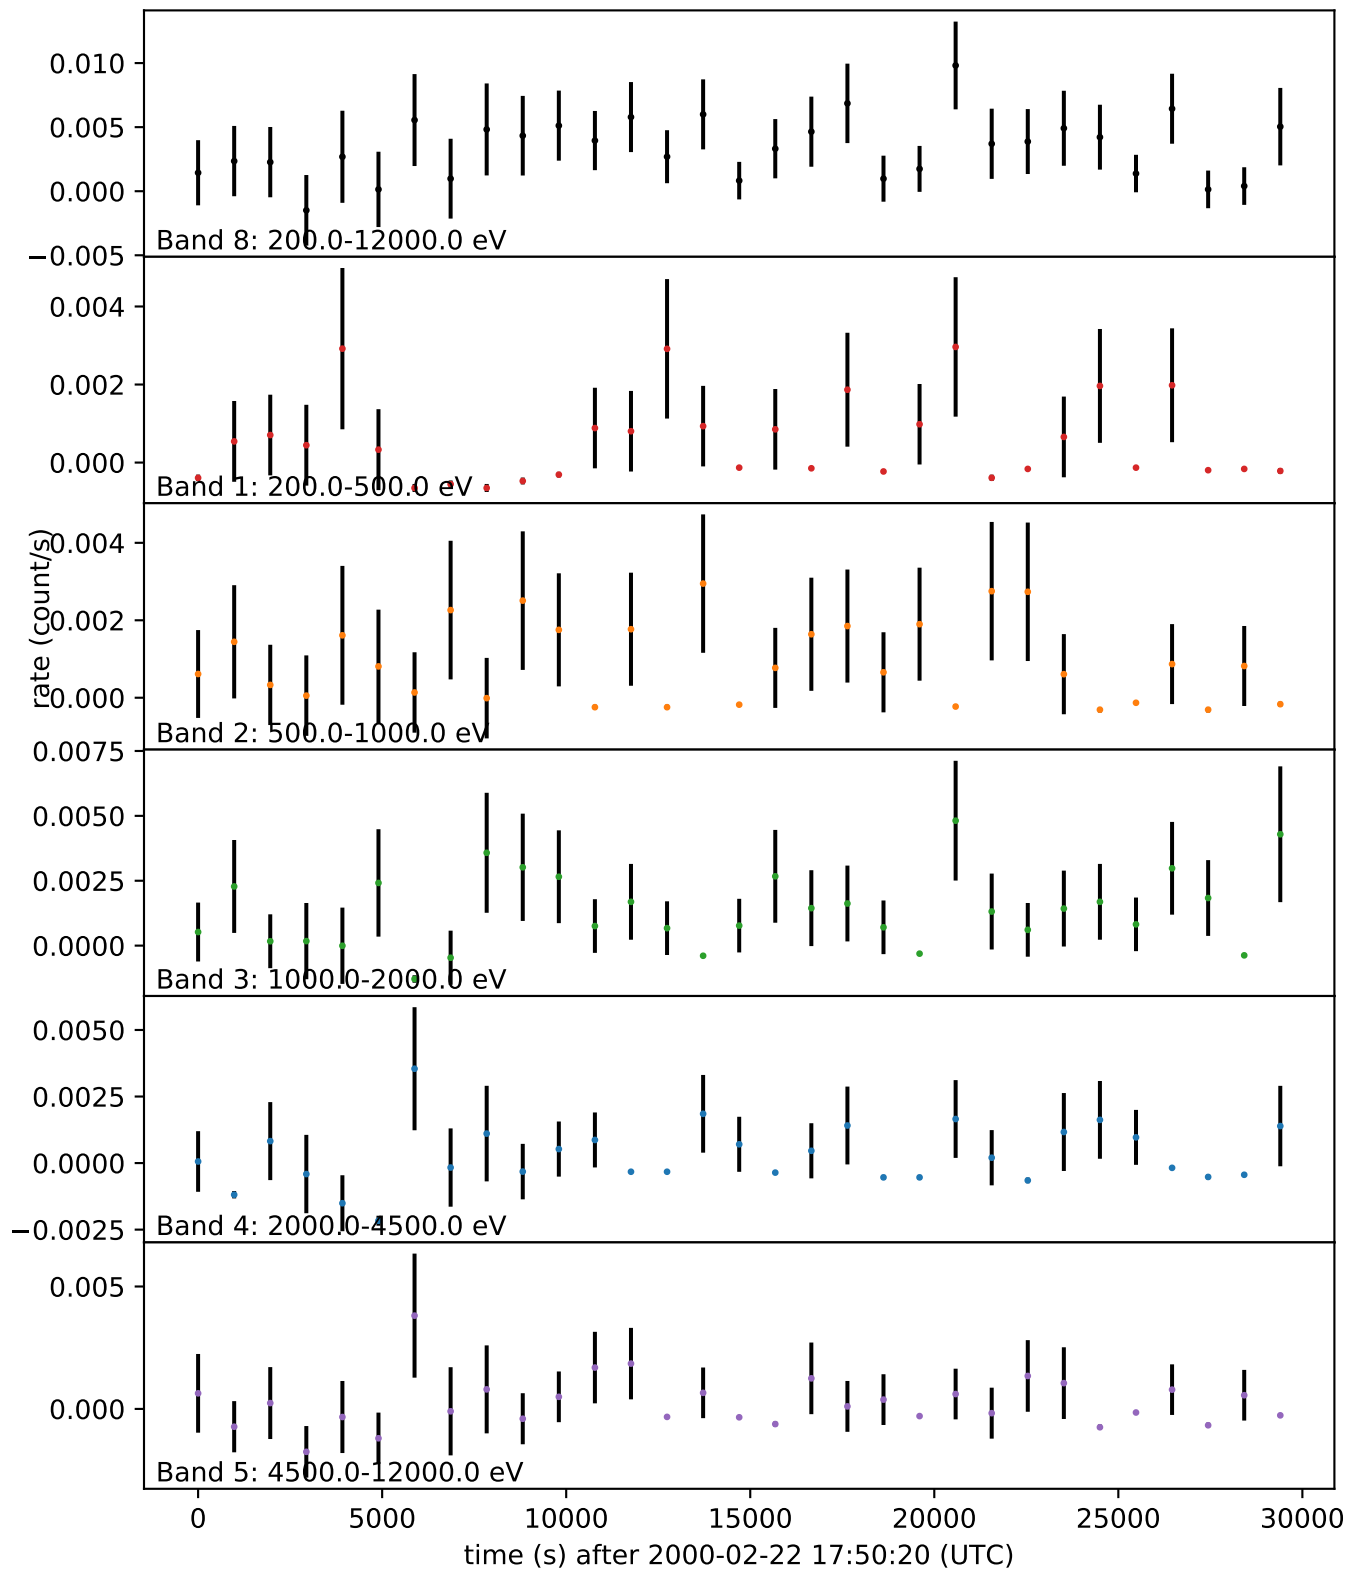 0.010
0.005
0.000
−0.005
Band 8: 200.0-12000.0 eV
0.004
0.002
0.000
Band 1: 200.0-500.0 eV
rate (count/s)
0.004
0.002
0.000
Band 2: 500.0-1000.0 eV
0.0075
0.0050
0.0025
0.0000
Band 3: 1000.0-2000.0 eV
0.0050
0.0025
0.0000
−0.0025
Band 4: 2000.0-4500.0 eV
0.005
0.000
Band 5: 4500.0-12000.0 eV
0 5000 10000 15000 20000 25000 30000
time (s) after 2000-02-22 17:50:20 (UTC)